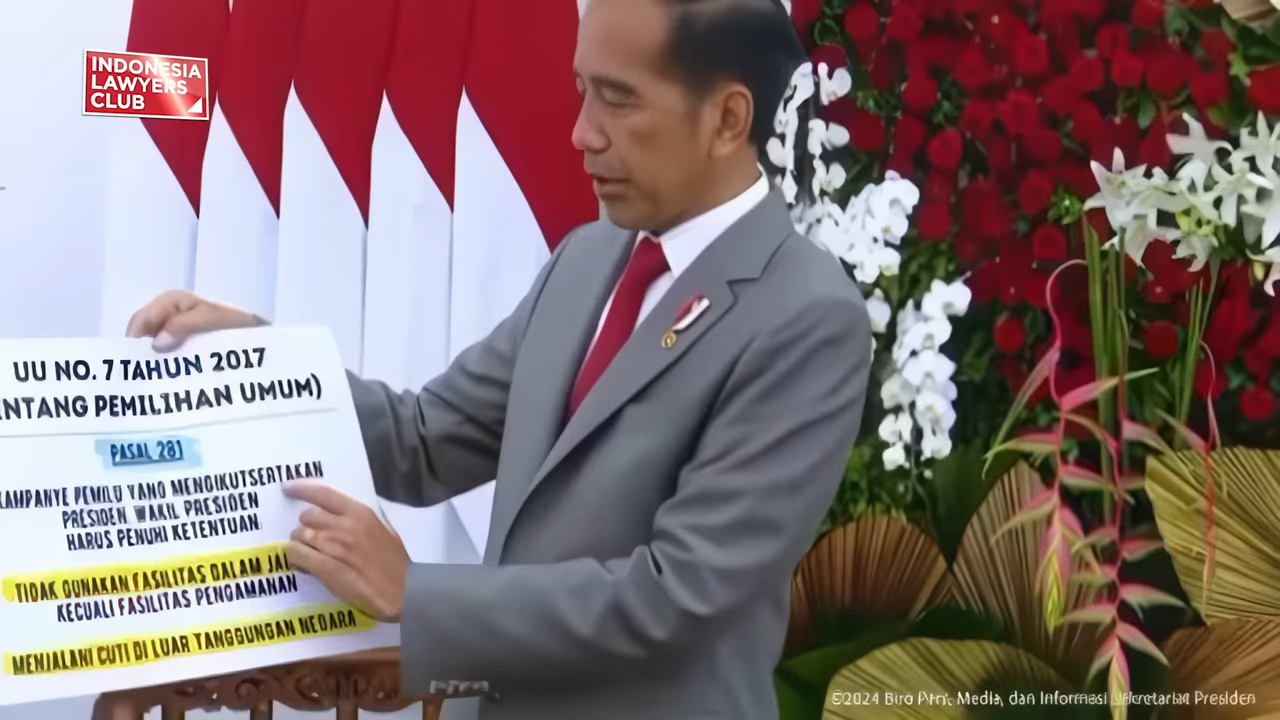 INDONESIA
LAWYERS
CLUB
UU NO. 7 TAHUN 2017
NTANG PEMILIHAN UMUM)
PASAL 281
KAMPANYE PEMILU YANG MENGIKUTSERTAKAN
PRESIDEN WAKIL PRESIDEN
HARUS PENUHI KETENTUAN:
TIDAK GUNAKAN FASILITAS DALAM JA
KECUALI FASILITAS PENGAMANAN
MENJALANI CUTI DI LUAR TANGGUNGAN NEGARA
©2024 Biro Pers, Media, dan Informasi Sekretariat Presiden